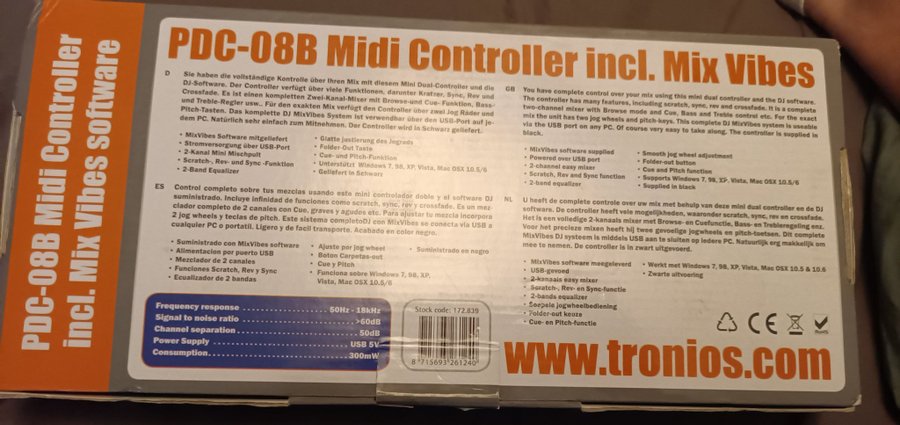 PDC-08B Midi Controller
incl. Mix Vibes software
PDC-08B Midi Controller incl. Mix Vibes
D
Sie haben die vollständige Kontrolle über Ihren Mix mit diesem Mini Dual-Controller und die
DJ-Software. Der Controller verfügt über viele Funktionen, darunter Kratzer, Sync, Rev und
Crossfade. Es ist einen kompletten Zwei-Kanal-Mixer mit Browse-und Cue- Funktion, Bass-
und Treble-Regler usw.. Für den exakten Mix verfügt den Controller über zwei Jog Räder und
Pitch-Tasten. Das komplette DJ MixVibes System ist verwendbar über den USB-Port auf je-
dem PC. Natürlich sehr einfach zum Mitnehmen. Der Controller wird in Schwarz geliefert.
• MixVibes Software mitgeliefert
• Stromversorgung über USB-Port
• 2-Kanal Mini Mischpult
• Scratch-, Rev- und Sync-Funktion
• 2-Band Equalizer
• Glatte justierung des Jograds
• Folder-Out Taste
• Cue- und Pitch-Funktion
• Unterstützt Windows 7, 98, XP, Vista, Mac OSX 10.5/6
• Geliefert in Schwarz
GB
You have complete control over your mix using this mini dual controller and the DJ software.
The controller has many features, including scratch, sync, rev and crossfade. It is a complete
two-channel mixer with Browse mode and Cue, Bass and Treble control etc. For the exact
mix the unit has two jog wheels and pitch-keys. This complete DJ MixVibes system is useable
via the USB port on any PC. Of course very easy to take along. The controller is supplied in
black.
• MixVibes software supplied
• Powered over USB port
• 2-channel easy mixer
• Scratch, Rev and Sync function
• 2-band equalizer
• Smooth jog wheel adjustment
• Folder-out button
• Cue and Pitch function
• Supports Windows 7, 98, XP, Vista, Mac OSX 10.5/6
• Supplied in black
ES
Control completo sobre tus mezclas usando este mini controlador doble y el software DJ
suministrado. Incluye infinidad de funciones como scratch, sync, rev y crossfade. Es un mez-
clador completo de 2 canales con Cue, graves y agudos etc. Para ajustar tu mezcla incorpora
2 jog wheels y teclas de pitch. Este sistema completoDJ con MixVibes se conecta via USB a
cualquier PC o portatil. Ligero y de facil transporte. Acabado en color negro.
• Suministrado con MixVibes software
• Alimentacion por puerto USB
• Mezclador de 2 canales
• Funciones Scratch, Rev y Sync
• Ecualizador de 2 bandas
• Ajuste por jog wheel
• Boton Carpetas-out
• Cue y Pitch
• Funciona sobre Windows 7, 98, XP,
Vista, Mac OSX 10.5/6
• Suministrado en negro
NL
U heeft de complete controle over uw mix met behulp van deze mini dual controller en de DJ
software. De controller heeft vele mogelijheden, waaronder scratch, sync, rev en crossfade.
Het is een volledige 2-kanaals mixer met Browse- en Cuefunctie, Bass- en Trebleregeling enz.
Voor het precieze mixen heeft hij twee gevoelige jogwheels en pitch-toetsen. Dit complete
MixVibes DJ systeem is middels USB aan te sluiten op iedere PC. Natuurlijk erg makkelijk om
mee te nemen. De controller is in zwart uitgevoerd.
• MixVibes software meegeleverd
• USB-gevoed
• 2-kanaals easy mixer
• Scratch-, Rev- en Sync-functie
• 2-bands equalizer
• Soepele jogwheelbediening
• Folder-out keuze
• Cue- en Pitch-functie
• Werkt met Windows 7, 98, XP, Vista, Mac OSX 10.5 & 10.6
• Zwarte uitvoering
Frequency response ........ 50Hz - 18kHz
Signal to noise ratio ........ >60dB
Channel separation ........ 50dB
Power Supply ........ USB 5V
Consumption ........ 300mW
Stock code: 172.839
8 715693 261240
CE
RoHS
www.tronios.com